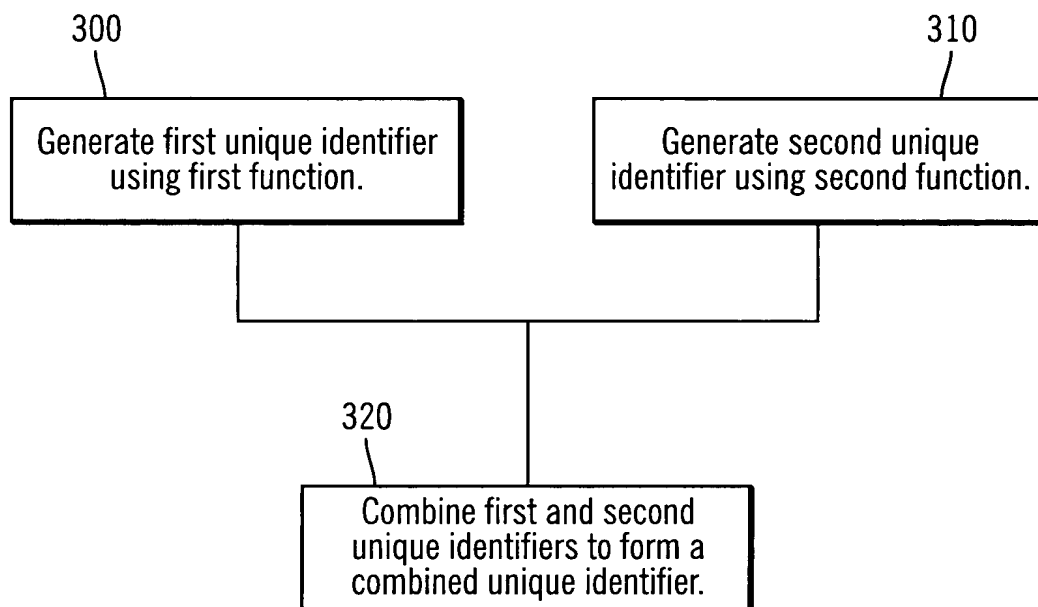 300
310
Generate first unique identifier
using first function.
Generate second unique
identifier using second function.
320
Combine first and second
unique identifiers to form a
combined unique identifier.